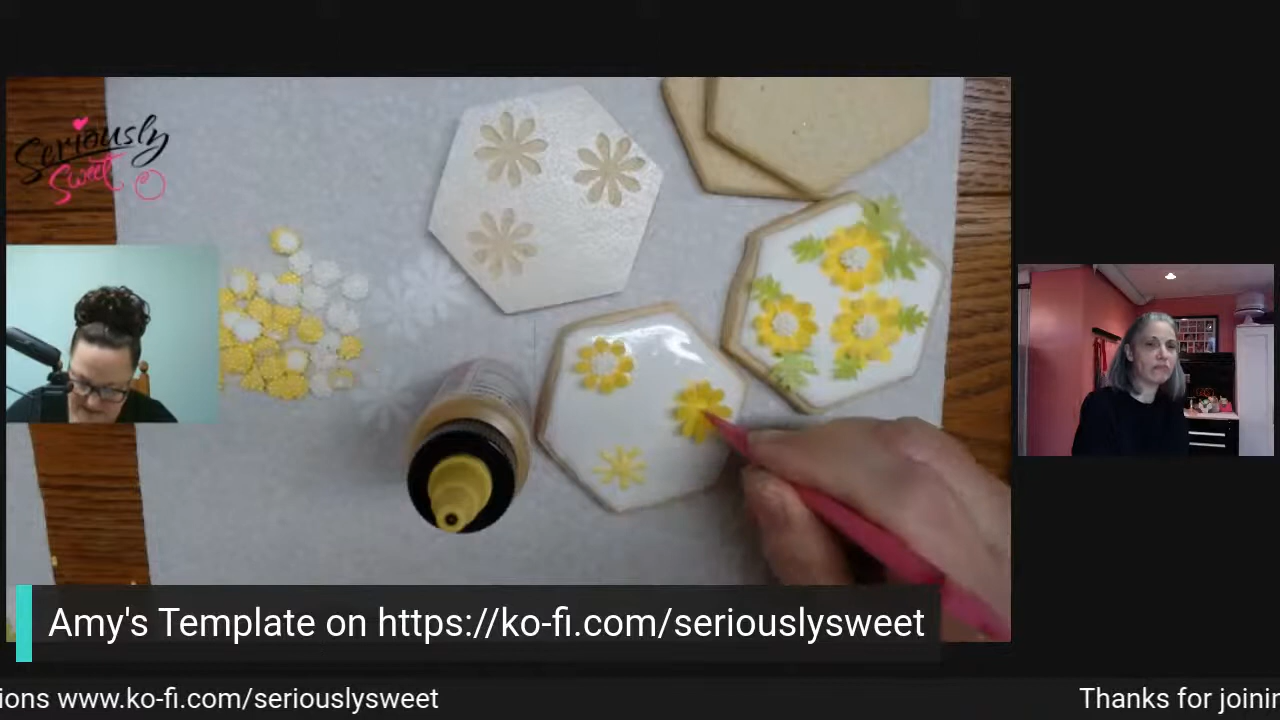 Seriously
Sweet
Amy's Template on https://ko-fi.com/seriouslysweet
ions www.ko-fi.com/seriouslysweet
Thanks for joinin